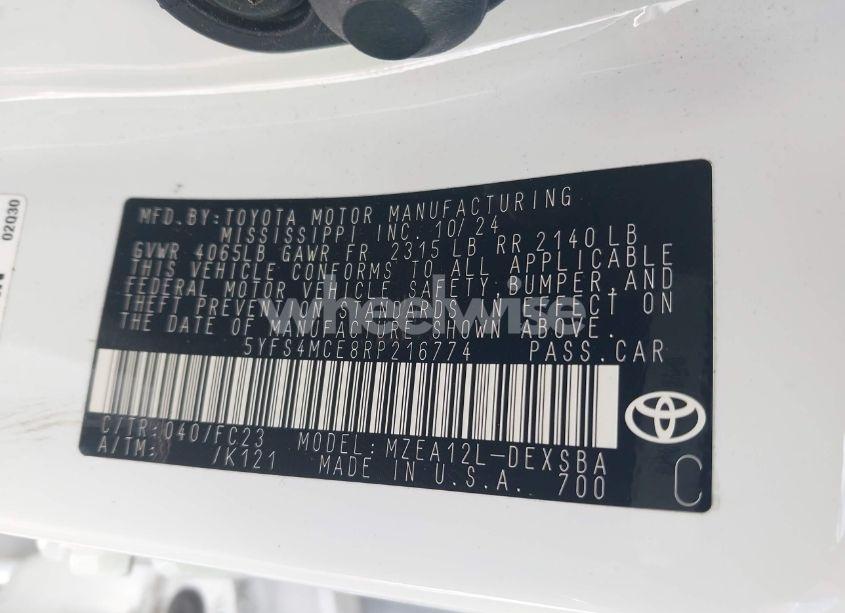 MFD. BY: TOYOTA MOTOR MANUFACTURING
MISSISSIPPI INC. 10/24
GVWR 4065LB GAWR FR 2315 LB RR 2140 LB
THIS VEHICLE CONFORMS TO ALL APPLICABLE
FEDERAL MOTOR VEHICLE SAFETY, BUMPER, AND
THEFT PREVENTION STANDARDS IN EFFECT ON
THE DATE OF MANUFACTURE SHOWN ABOVE.
5YFS4MCE8RP216774 PASS. CAR
C/TR: 040/FC23 MODEL: MZEA12L-DEXSBA
A/TM: /K121 MADE IN U.S.A. 700
C
02030
wheelwise